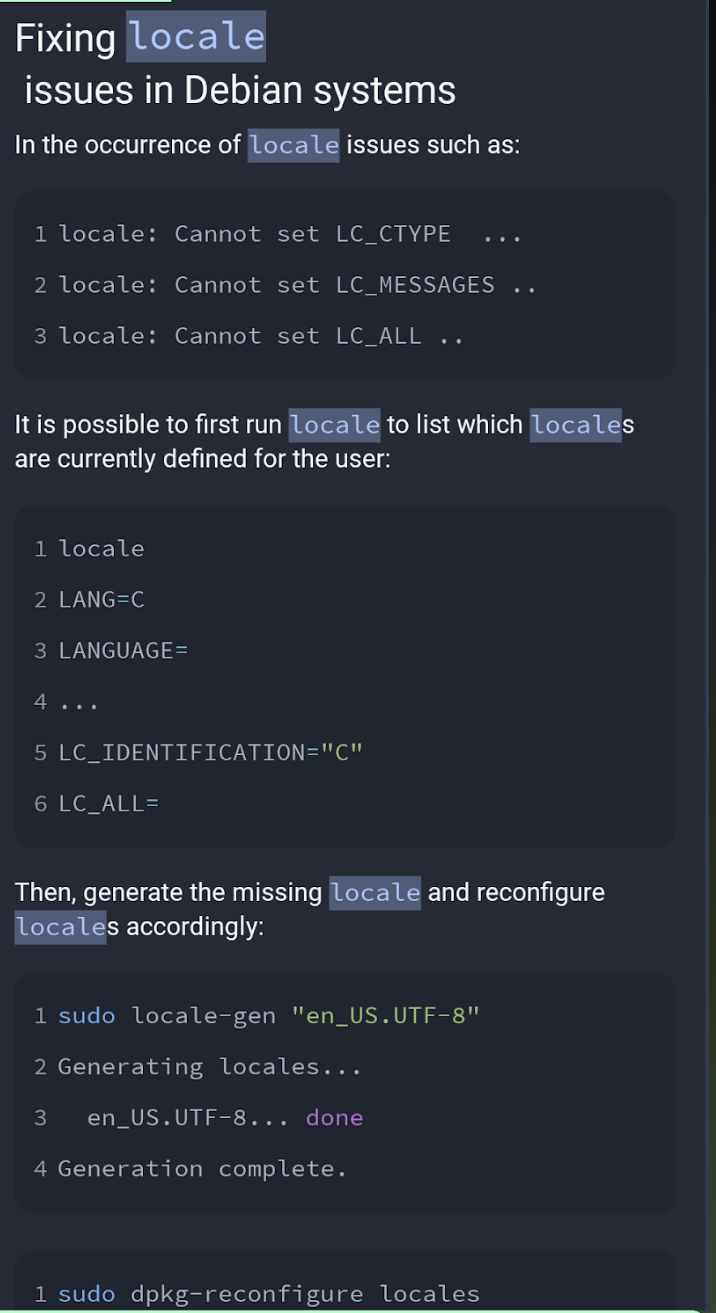 Fixing locale
issues in Debian systems
In the occurrence of locale issues such as:
1 locale: Cannot set LC_CTYPE  ...
2 locale: Cannot set LC_MESSAGES ..
3 locale: Cannot set LC_ALL ..
It is possible to first run locale to list which locales
are currently defined for the user:
1 locale
2 LANG=C
3 LANGUAGE=
4 ...
5 LC_IDENTIFICATION="C"
6 LC_ALL=
Then, generate the missing locale and reconfigure
locales accordingly:
1 sudo locale-gen "en_US.UTF-8"
2 Generating locales...
3   en_US.UTF-8... done
4 Generation complete.
1 sudo dpkg-reconfigure locales